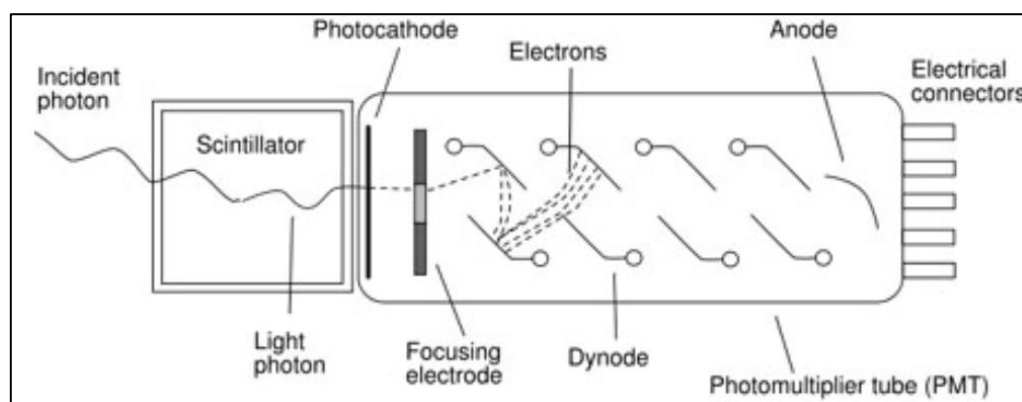 Photocathode
Electrons
Anode
Incident
photon
Electrical
connectors
Scintillator
Light
photon
Focusing
electrode
Dynode
Photomultiplier tube (PMT)